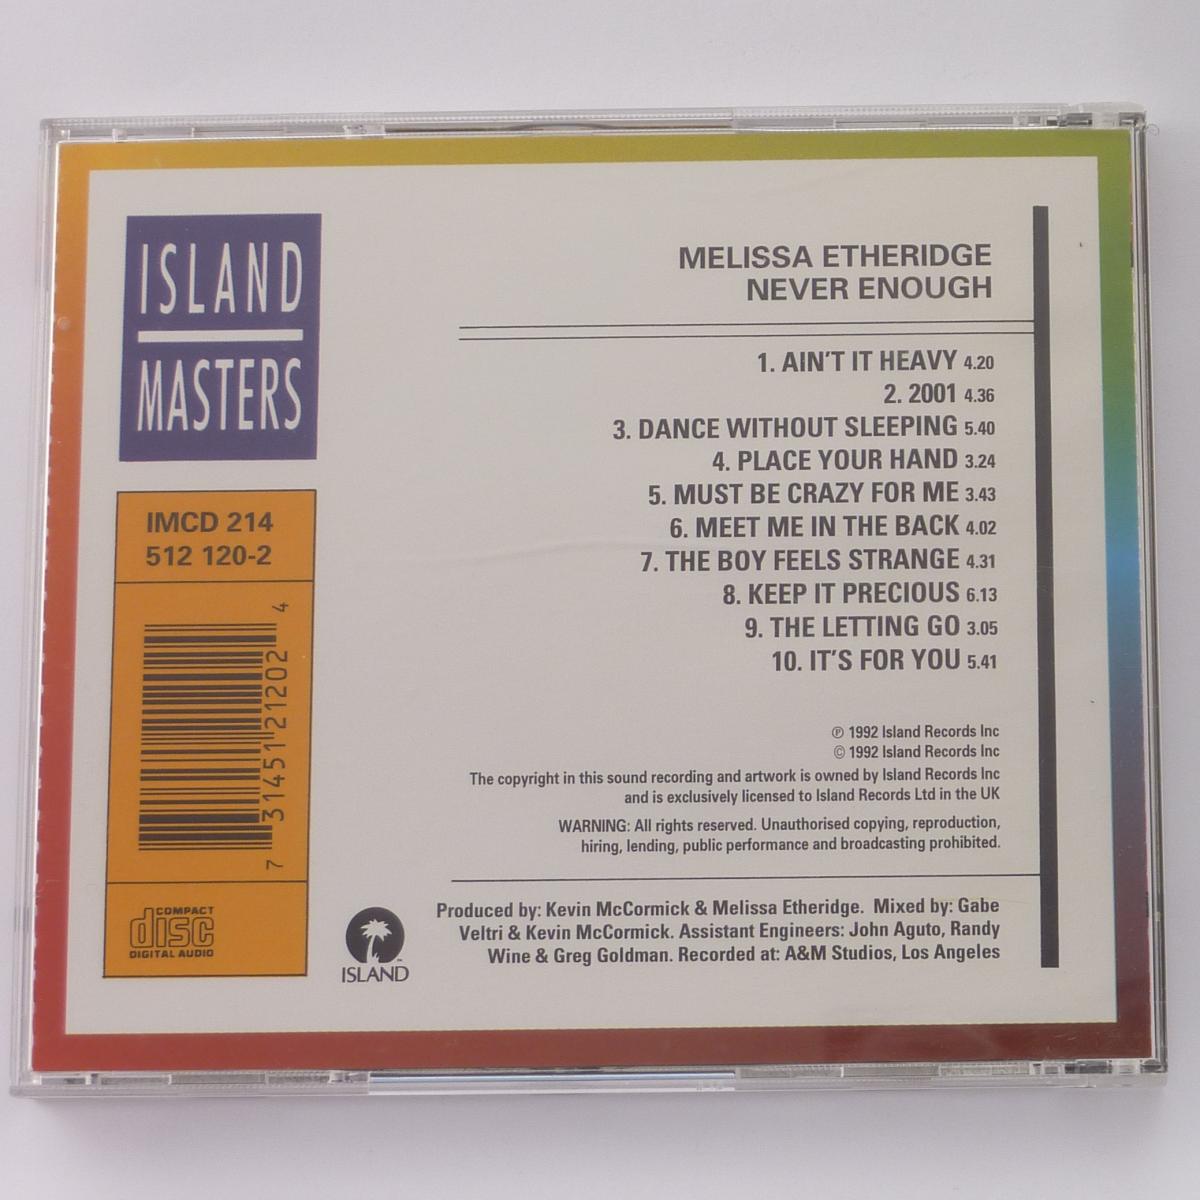 ISLAND
MASTERS
IMCD 214
512 120-2
7 31451 21202 4
COMPACT
disc
DIGITAL AUDIO
MELISSA ETHERIDGE
NEVER ENOUGH
1. AIN'T IT HEAVY 4.20
2. 2001 4.36
3. DANCE WITHOUT SLEEPING 5.40
4. PLACE YOUR HAND 3.24
5. MUST BE CRAZY FOR ME 3.43
6. MEET ME IN THE BACK 4.02
7. THE BOY FEELS STRANGE 4.31
8. KEEP IT PRECIOUS 6.13
9. THE LETTING GO 3.05
10. IT'S FOR YOU 5.41
℗ 1992 Island Records Inc
© 1992 Island Records Inc
The copyright in this sound recording and artwork is owned by Island Records Inc
and is exclusively licensed to Island Records Ltd in the UK
WARNING: All rights reserved. Unauthorised copying, reproduction,
hiring, lending, public performance and broadcasting prohibited.
Produced by: Kevin McCormick & Melissa Etheridge. Mixed by: Gabe
Veltri & Kevin McCormick. Assistant Engineers: John Aguto, Randy
Wine & Greg Goldman. Recorded at: A&M Studios, Los Angeles
ISLAND